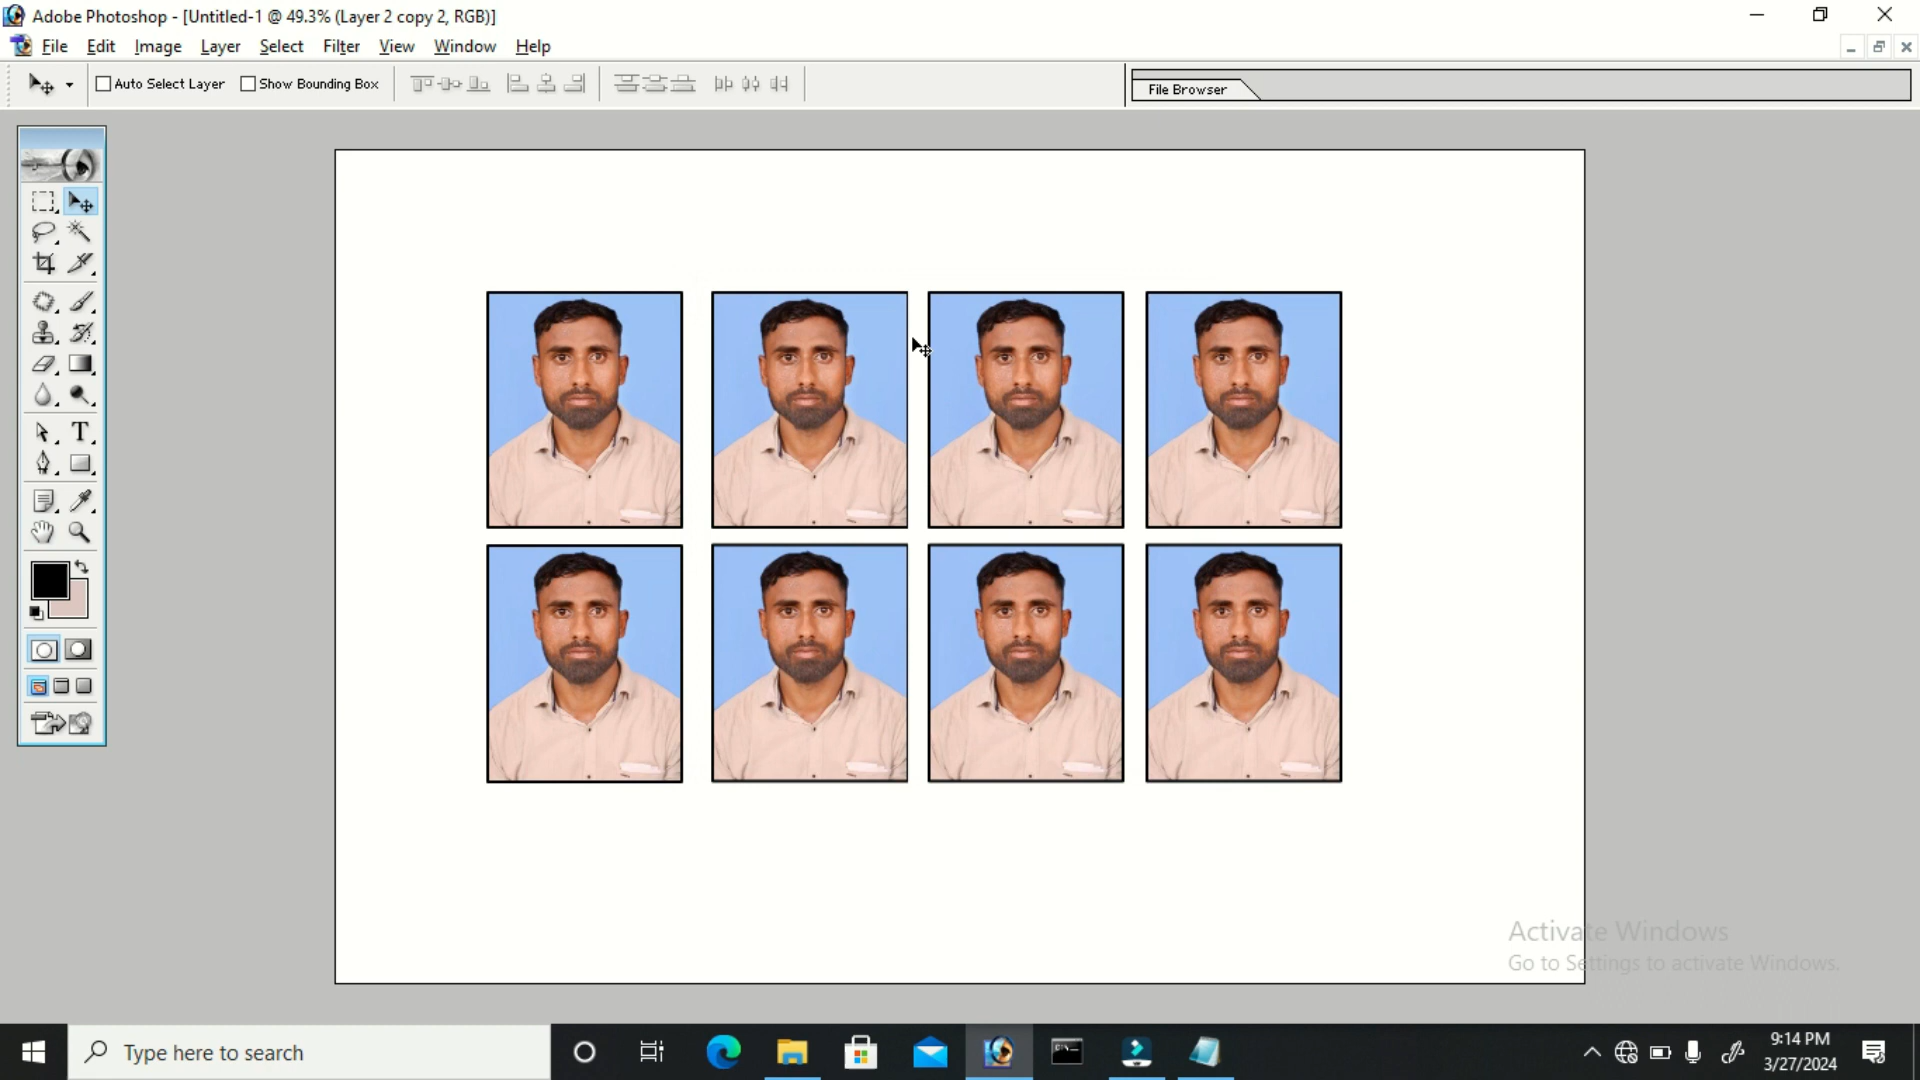 Adobe Photoshop - [Untitled-1 @ 49.3% (Layer 2 copy 2, RGB)]
File Edit Image Layer Select Filter View Window Help
Auto Select Layer Show Bounding Box
File Browser
T
Activate Windows
Go to Settings to activate Windows.
Type here to search
9:14 PM
3/27/2024